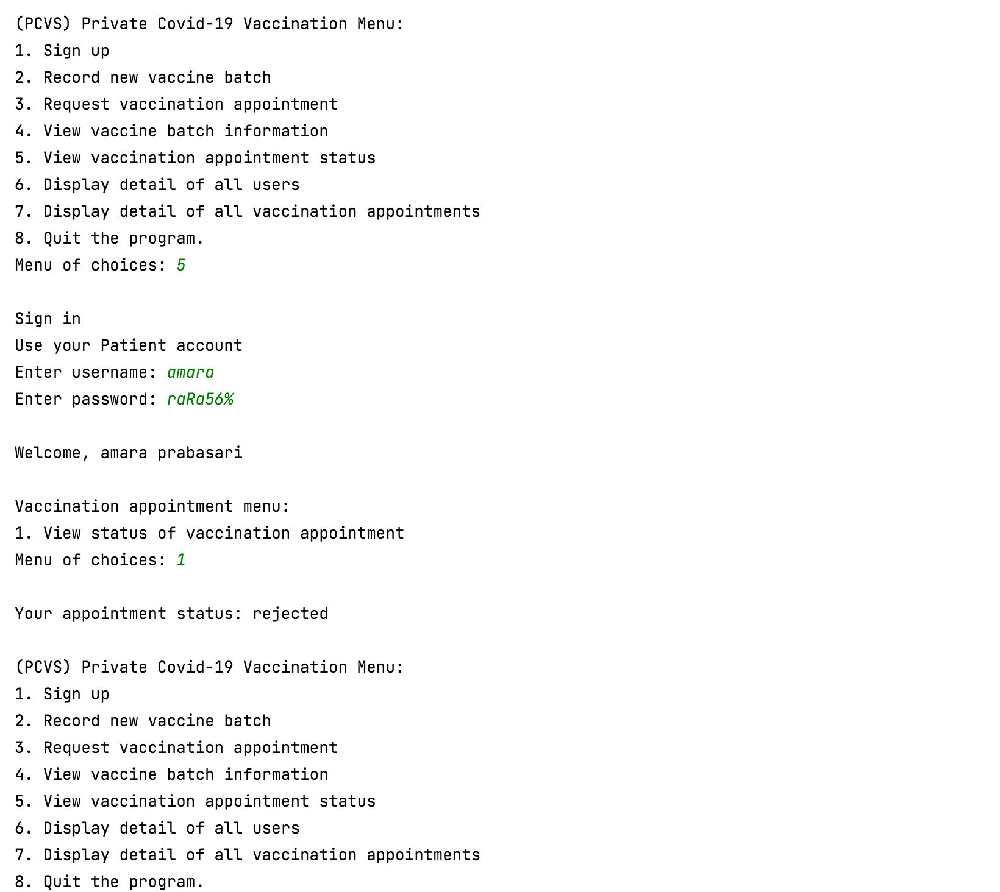 (PCVS) Private Covid-19 Vaccination Menu:
1. Sign up
2. Record new vaccine batch
3. Request vaccination appointment
4. View vaccine batch information
5. View vaccination appointment status
6. Display detail of all users
7. Display detail of all vaccination appointments
8. Quit the program.
Menu of choices: 5
Sign in
Use your Patient account
Enter username: amara
Enter password: raRa56%
Welcome, amara prabasari
Vaccination appointment menu:
1. View status of vaccination appointment
Menu of choices: 1
Your appointment status: rejected
(PCVS) Private Covid-19 Vaccination Menu:
1. Sign up
2. Record new vaccine batch
3. Request vaccination appointment
4. View vaccine batch information
5. View vaccination appointment status
6. Display detail of all users
7. Display detail of all vaccination appointments
8. Quit the program.